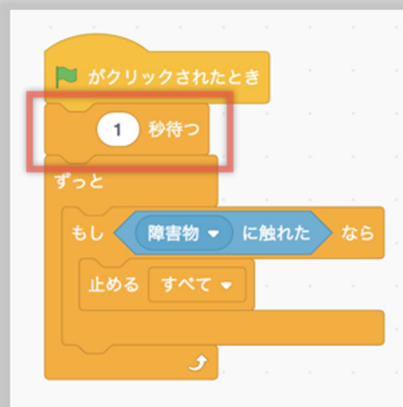 がクリックされたとき
1 秒待つ
ずっと
もし 障害物 に触れた なら
止める すべて